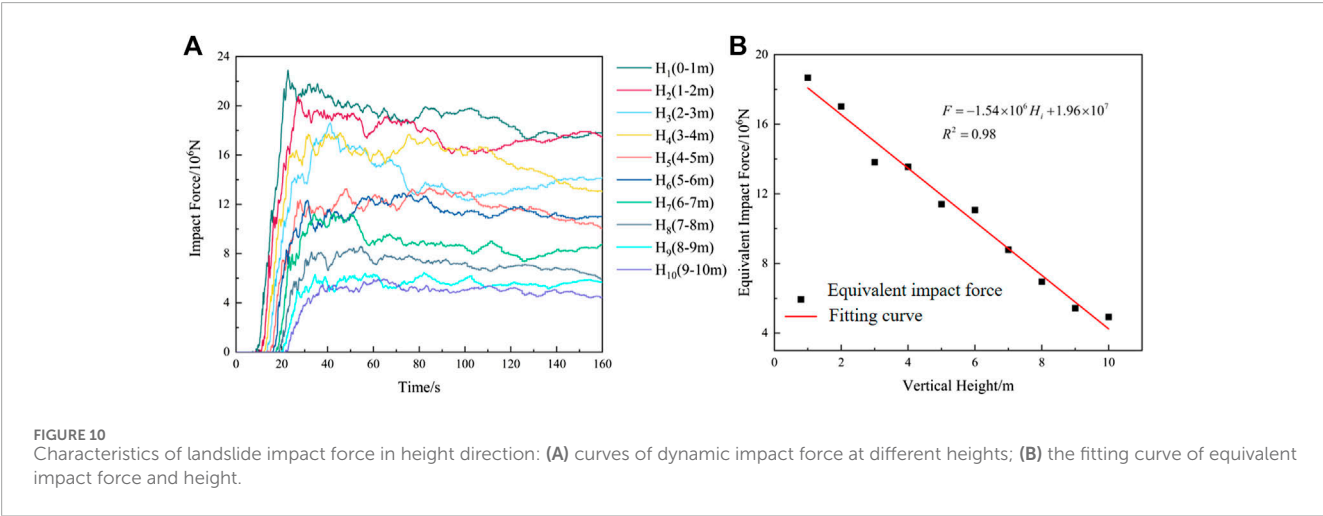 A
Impact Force/10⁶N
24
20
16
12
8
4
0
0 20 40 60 80 100 120 140 160
Time/s
H₁(0-1m)
H₂(1-2m)
H₃(2-3m)
H₄(3-4m)
H₅(4-5m)
H₆(5-6m)
H₇(6-7m)
H₈(7-8m)
H₉(8-9m)
H₁₀(9-10m)
B
Equivalent Impact Force/10⁶N
20
16
12
8
4
F = −1.54×10⁶ Hᵢ + 1.96×10⁷
R² = 0.98
Equivalent impact force
Fitting curve
0 2 4 6 8 10
Vertical Height/m
FIGURE 10
Characteristics of landslide impact force in height direction: (A) curves of dynamic impact force at different heights; (B) the fitting curve of equivalent
impact force and height.